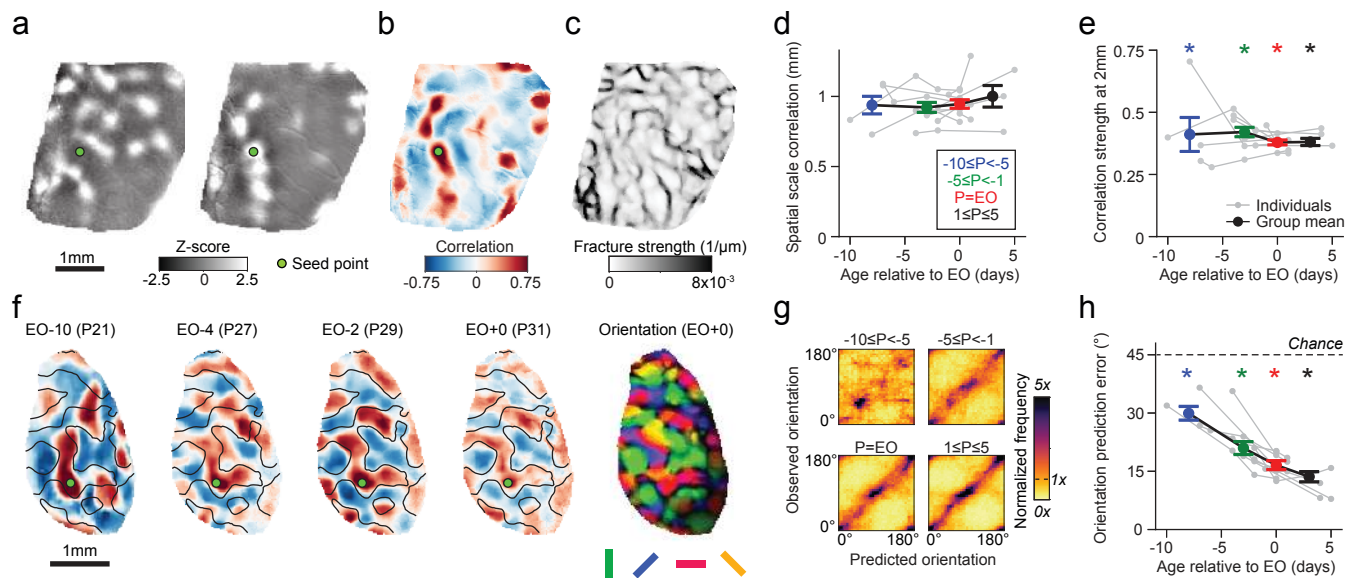 a
b
c
d
e
Z-score
1mm
-2.5 0 2.5
Seed point
Correlation
-0.75 0 0.75
Fracture strength (1/µm)
0 8x10⁻³
Spatial scale correlation (mm)
1
0.5
0
-10≤P<-5
-5≤P<-1
P=EO
1≤P≤5
-10 -5 0 5
Age relative to EO (days)
Correlation strength at 2mm
0.75
0.5
0.25
0
* * * *
Individuals
Group mean
-10 -5 0 5
Age relative to EO (days)
f
g
h
EO-10 (P21)
EO-4 (P27)
EO-2 (P29)
EO+0 (P31)
Orientation (EO+0)
1mm
-10≤P<-5
-5≤P<-1
P=EO
1≤P≤5
Observed orientation
180°
0°
180°
0°
0° 180°
0° 180°
Predicted orientation
Normalized frequency
5x
1x
0x
Orientation prediction error (°)
45
30
15
0
Chance
* * * *
-10 -5 0 5
Age relative to EO (days)